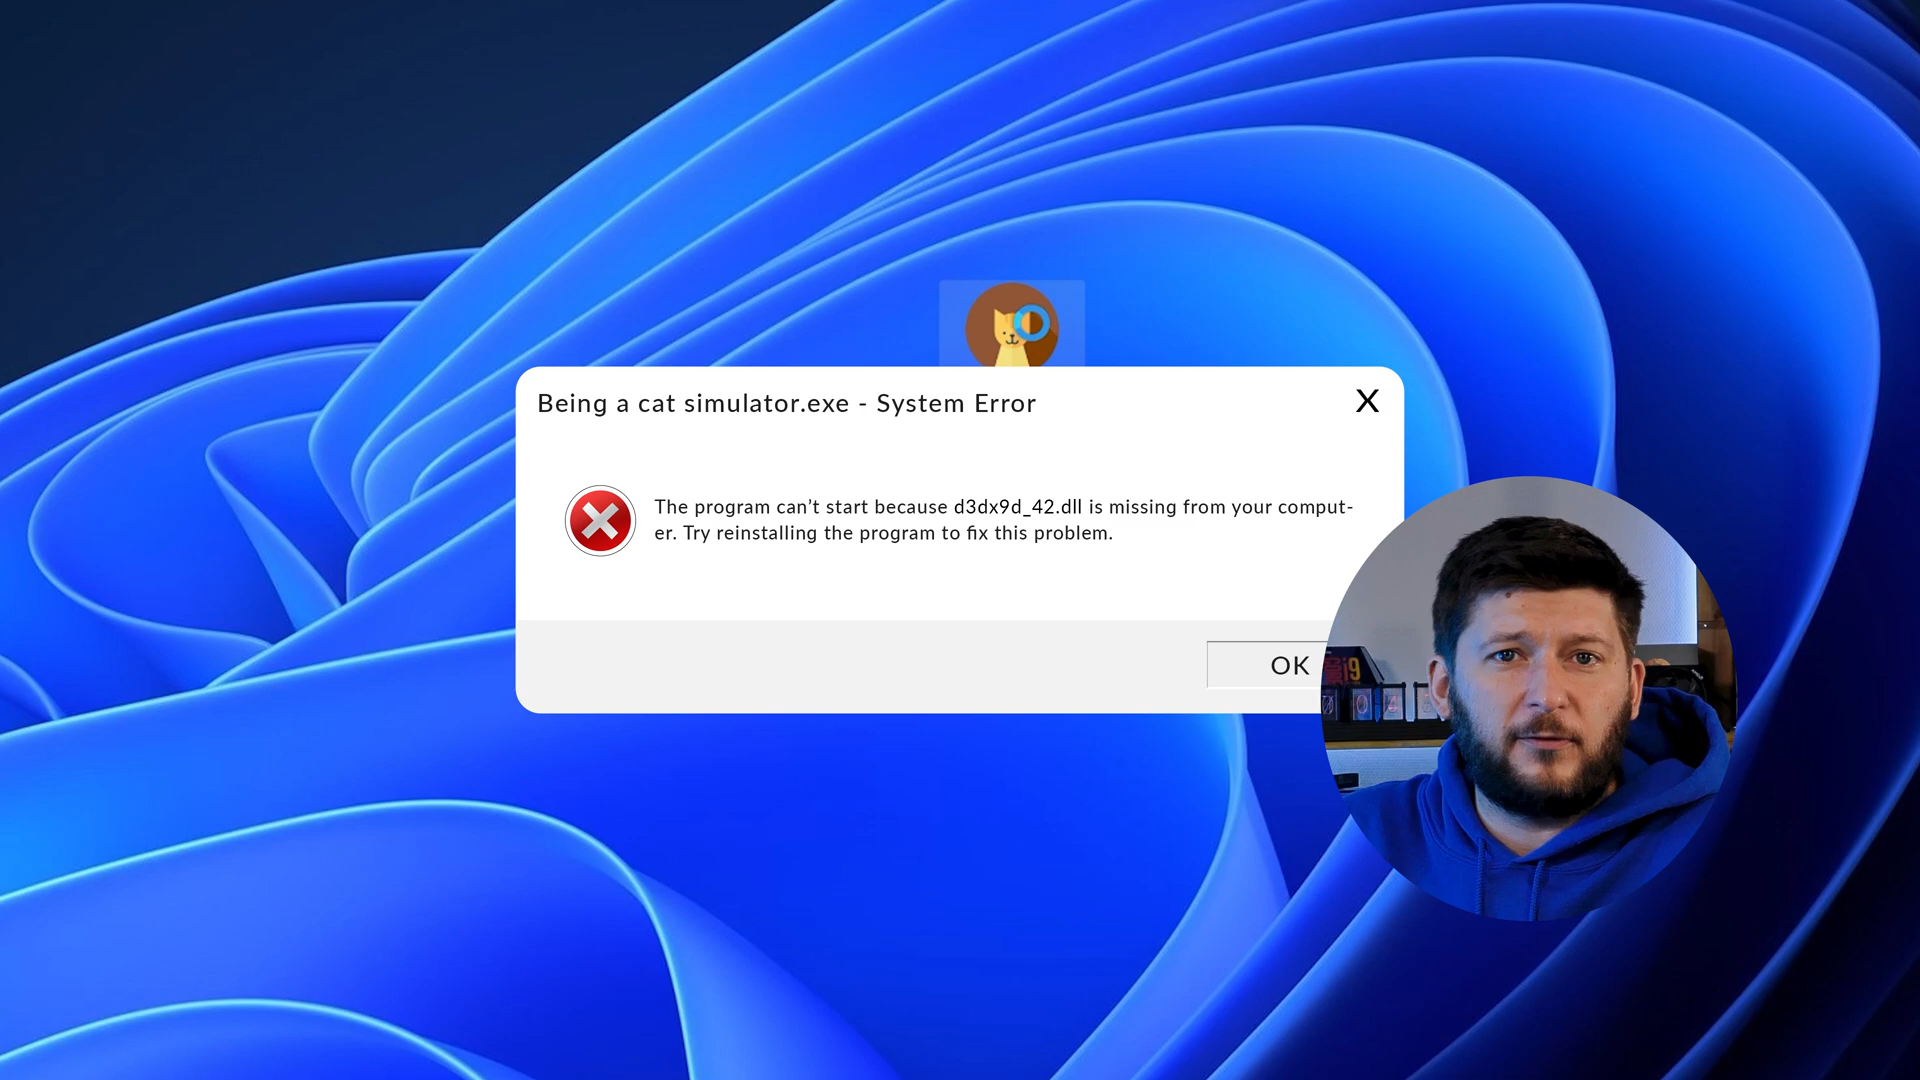 Being a cat simulator.exe - System Error
X
The program can’t start because d3dx9d_42.dll is missing from your comput-
er. Try reinstalling the program to fix this problem.
OK
i9